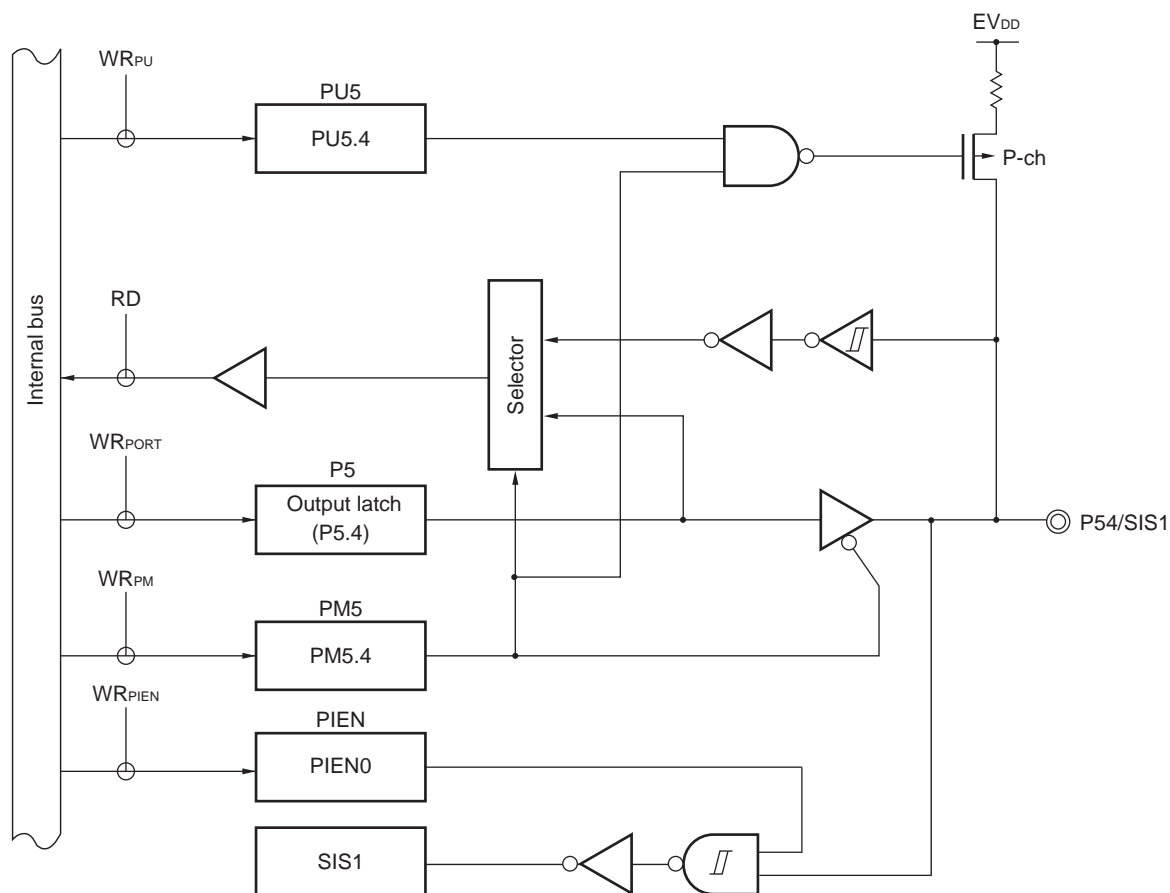 EVDD
WRPU
PU5
PU5.4
P-ch
Internal bus
RD
Selector
WRPORT
P5
Output latch
(P5.4)
P54/SIS1
WRPM
PM5
PM5.4
WRPIEN
PIEN
PIEN0
SIS1